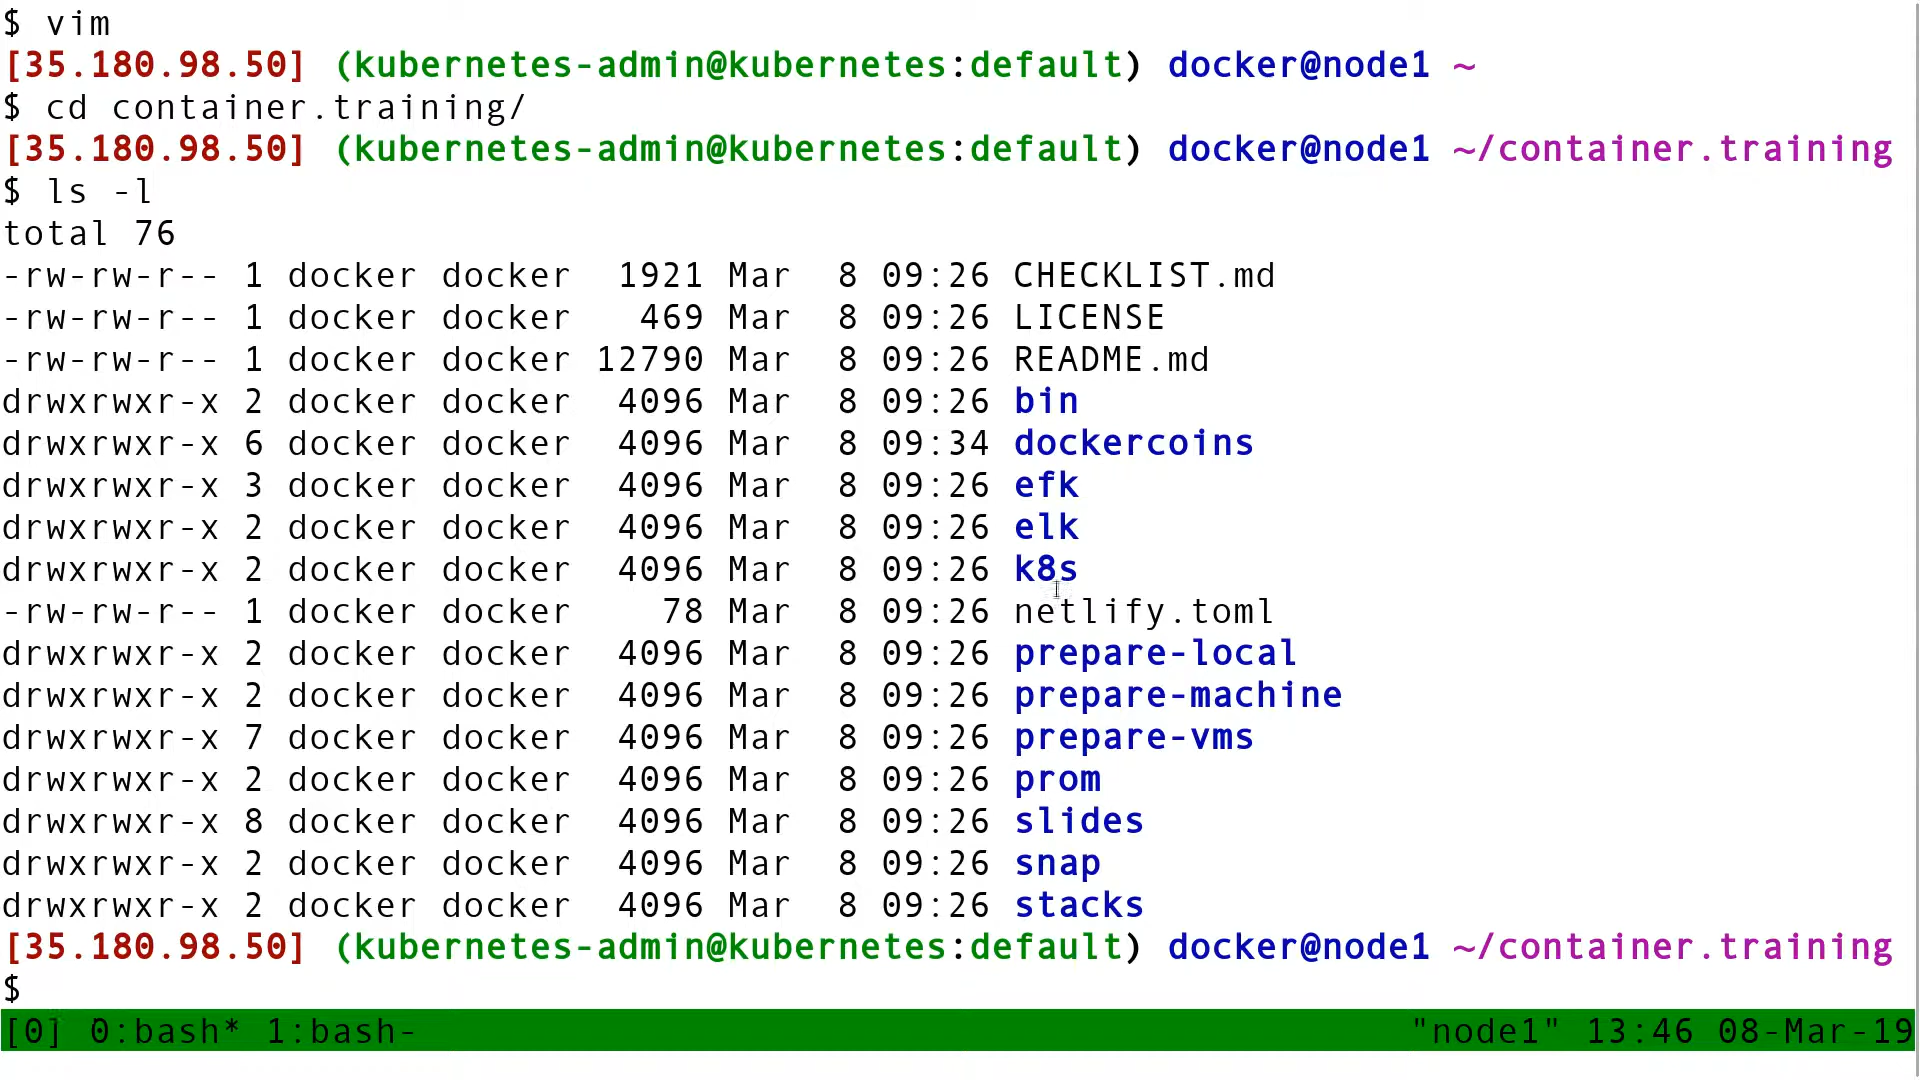 $ vim
[35.180.98.50] (kubernetes-admin@kubernetes:default) docker@node1 ~
$ cd container.training/
[35.180.98.50] (kubernetes-admin@kubernetes:default) docker@node1 ~/container.training
$ ls -l
total 76
-rw-rw-r-- 1 docker docker  1921 Mar  8 09:26 CHECKLIST.md
-rw-rw-r-- 1 docker docker   469 Mar  8 09:26 LICENSE
-rw-rw-r-- 1 docker docker 12790 Mar  8 09:26 README.md
drwxrwxr-x 2 docker docker  4096 Mar  8 09:26 bin
drwxrwxr-x 6 docker docker  4096 Mar  8 09:34 dockercoins
drwxrwxr-x 3 docker docker  4096 Mar  8 09:26 efk
drwxrwxr-x 2 docker docker  4096 Mar  8 09:26 elk
drwxrwxr-x 2 docker docker  4096 Mar  8 09:26 k8s
-rw-rw-r-- 1 docker docker    78 Mar  8 09:26 netlify.toml
drwxrwxr-x 2 docker docker  4096 Mar  8 09:26 prepare-local
drwxrwxr-x 2 docker docker  4096 Mar  8 09:26 prepare-machine
drwxrwxr-x 7 docker docker  4096 Mar  8 09:26 prepare-vms
drwxrwxr-x 2 docker docker  4096 Mar  8 09:26 prom
drwxrwxr-x 8 docker docker  4096 Mar  8 09:26 slides
drwxrwxr-x 2 docker docker  4096 Mar  8 09:26 snap
drwxrwxr-x 2 docker docker  4096 Mar  8 09:26 stacks
[35.180.98.50] (kubernetes-admin@kubernetes:default) docker@node1 ~/container.training
$
[0] 0:bash* 1:bash- "node1" 13:46 08-Mar-19